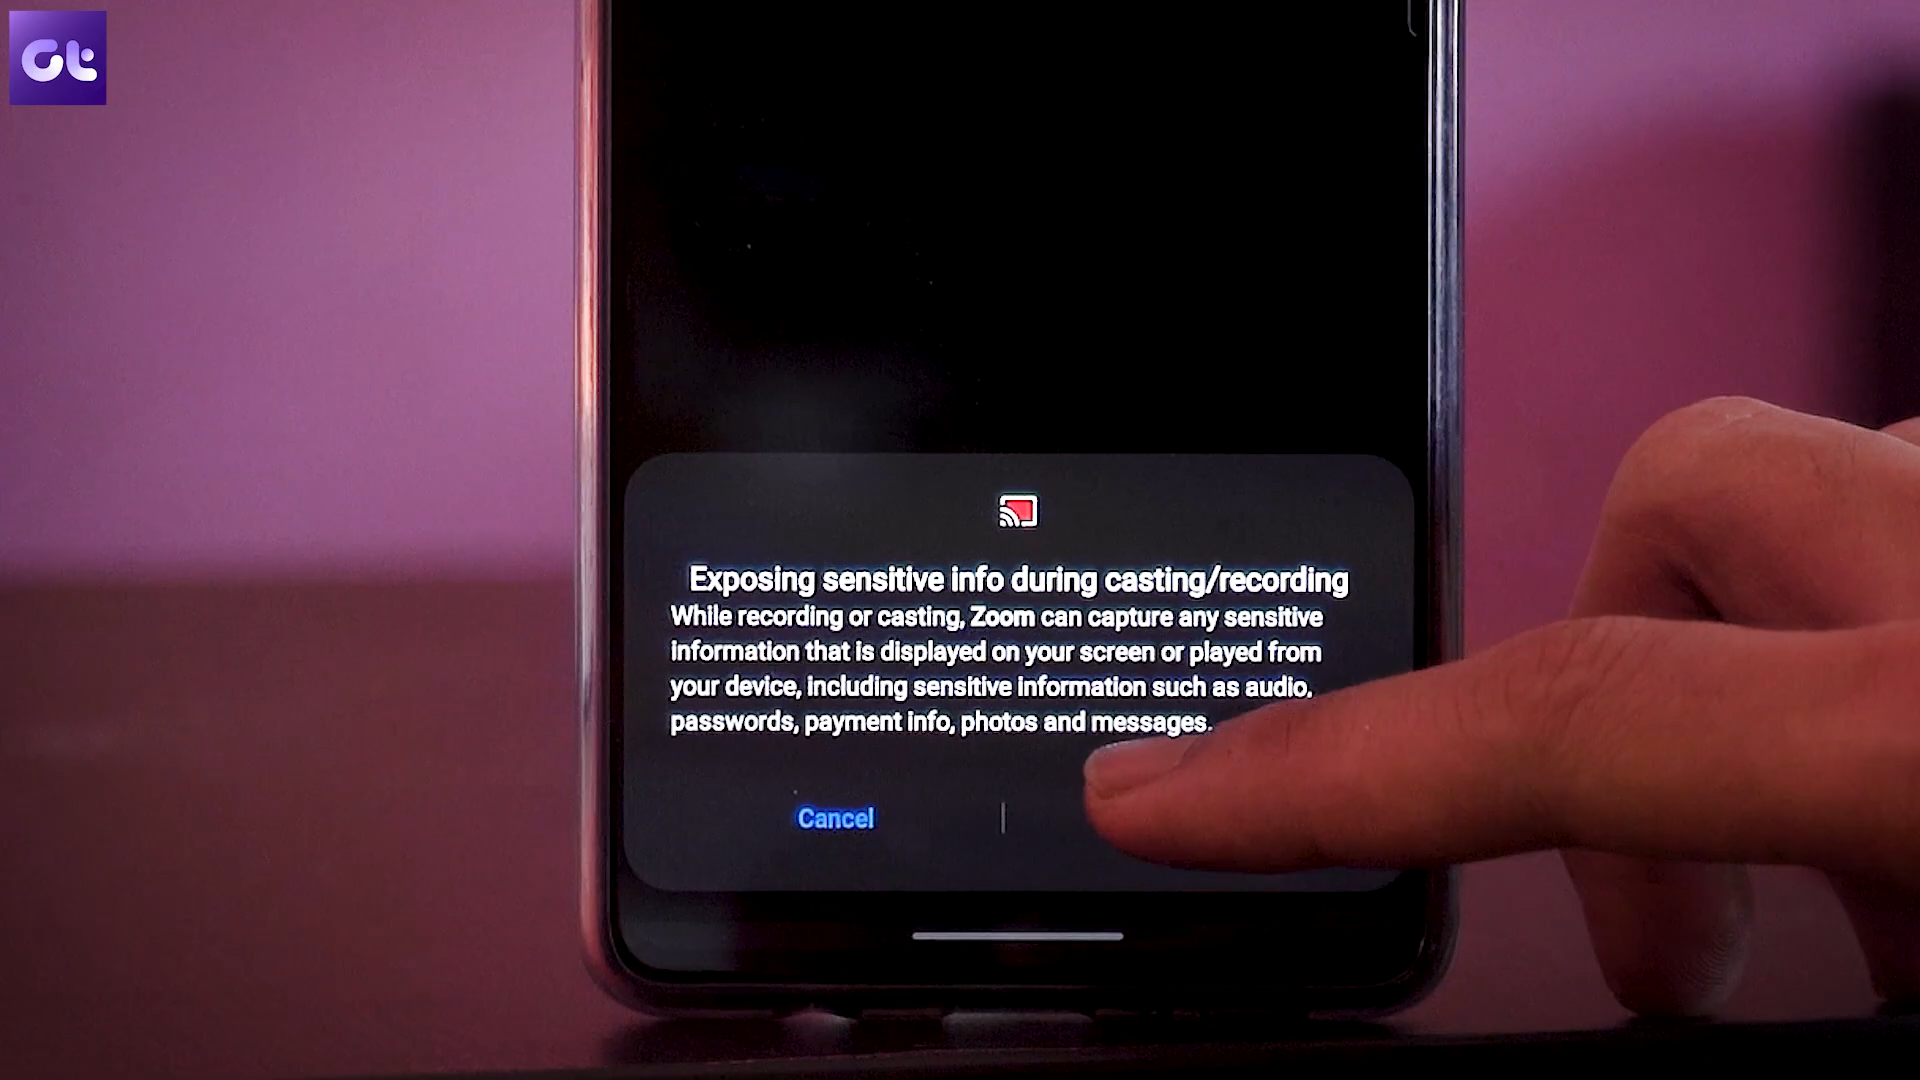 Gt
Exposing sensitive info during casting/recording
While recording or casting, Zoom can capture any sensitive
information that is displayed on your screen or played from
your device, including sensitive information such as audio,
passwords, payment info, photos and messages.
Cancel